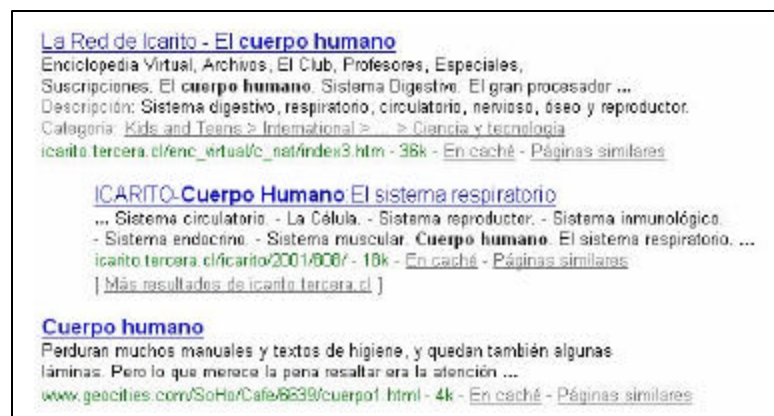 La Red de Icarito - El cuerpo humano
Enciclopedia Virtual, Archivos, El Club, Profesores, Especiales,
Suscripciones. El cuerpo humano. Sistema Digestivo. El gran procesador ...
Descripción: Sistema digestivo, respiratorio, circulatorio, nervioso, óseo y reproductor.
Categoría: Kids and Teens > International > ... > Ciencia y tecnología
icarito.tercera.cl/enc_virtual/c_nat/index3.htm - 36k - En caché - Páginas similares
ICARITO-Cuerpo Humano:El sistema respiratorio
... Sistema circulatorio. - La Célula. - Sistema reproductor. - Sistema inmunológico.
- Sistema endocrino. - Sistema muscular. Cuerpo humano. El sistema respiratorio. ...
icarito.tercera.cl/icarito/2001/808/ - 18k - En caché - Páginas similares
[ Más resultados de icarito.tercera.cl ]
Cuerpo humano
Perduran muchos manuales y textos de higiene, y quedan también algunas
láminas. Pero lo que merece la pena resaltar era la atención ...
www.geocities.com/SoHo/Cafe/6639/cuerpo1.html - 4k - En caché - Páginas similares